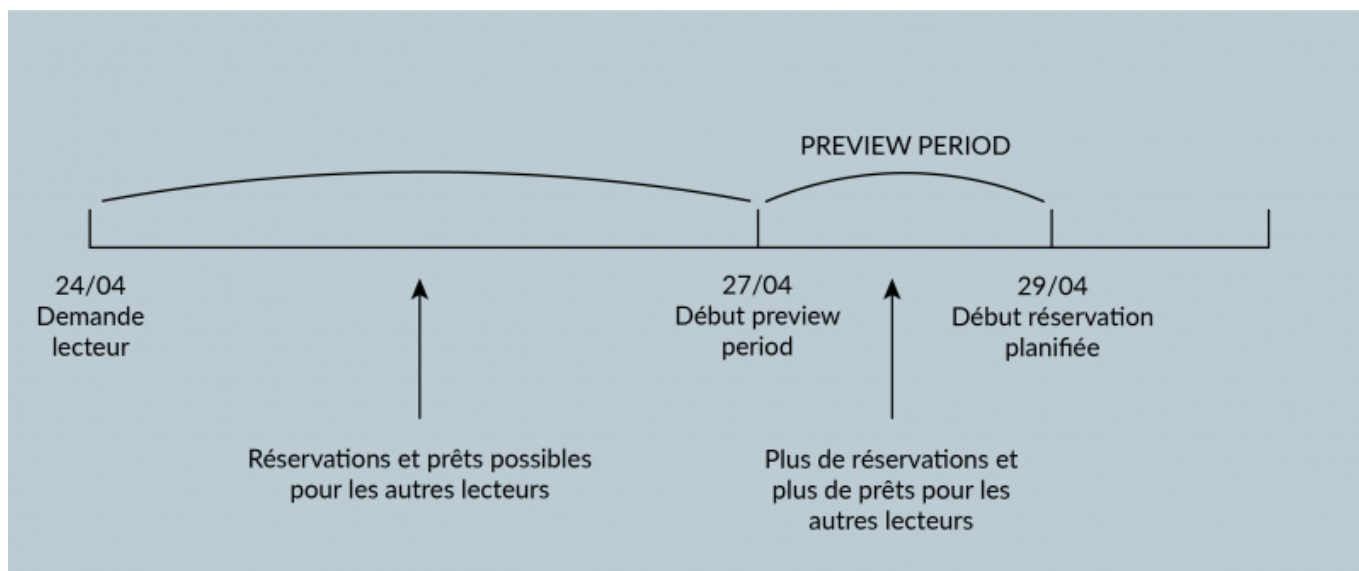 PREVIEW PERIOD
24/04
Demande
lecteur
27/04
Début preview
period
29/04
Début réservation
planifiée
Réservations et prêts possibles
pour les autres lecteurs
Plus de réservations et
plus de prêts pour les
autres lecteurs